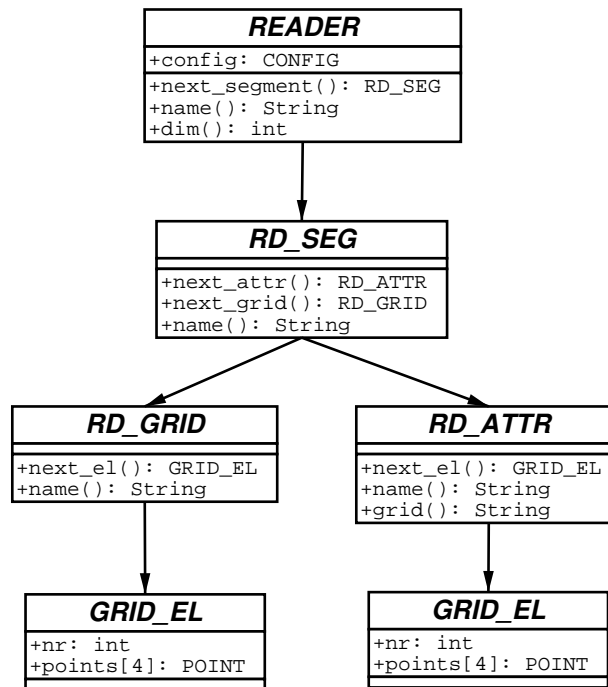 READER
+config: CONFIG
+next_segment(): RD_SEG
+name(): String
+dim(): int
RD_SEG
+next_attr(): RD_ATTR
+next_grid(): RD_GRID
+name(): String
RD_GRID
+next_el(): GRID_EL
+name(): String
RD_ATTR
+next_el(): GRID_EL
+name(): String
+grid(): String
GRID_EL
+nr: int
+points[4]: POINT
GRID_EL
+nr: int
+points[4]: POINT